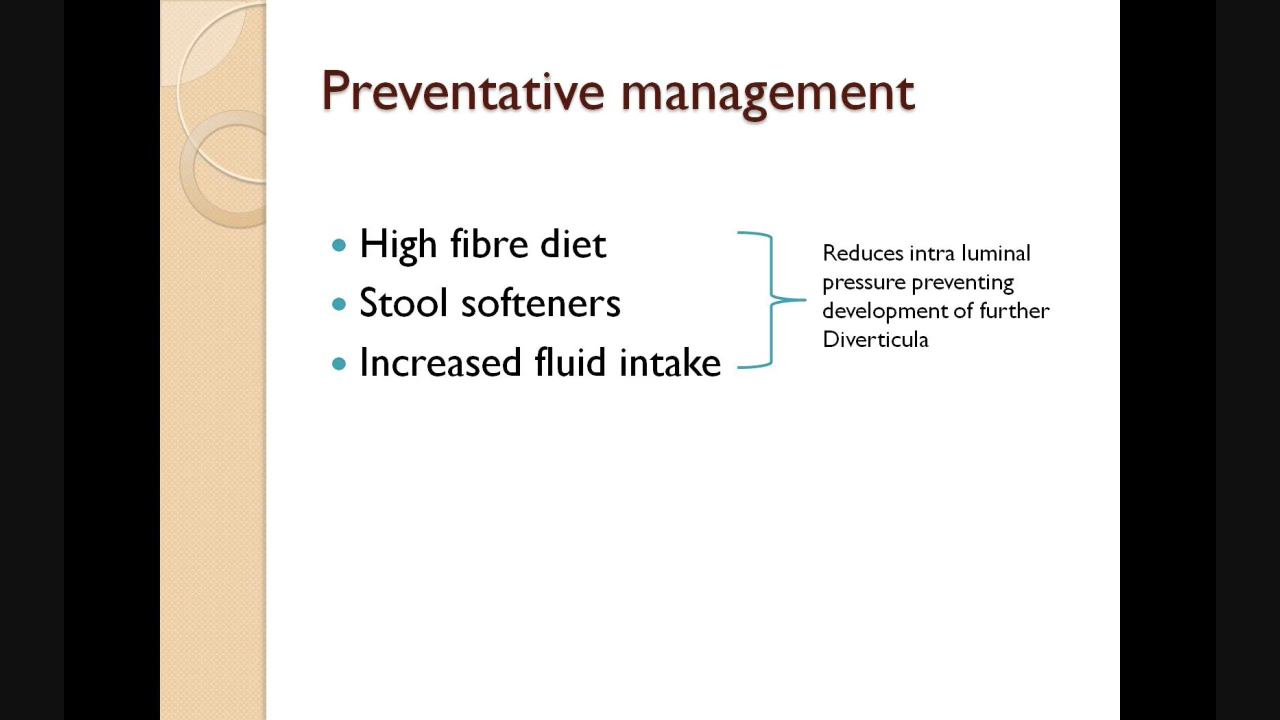 Preventative management
• High fibre diet
• Stool softeners
• Increased fluid intake
Reduces intra luminal
pressure preventing
development of further
Diverticula